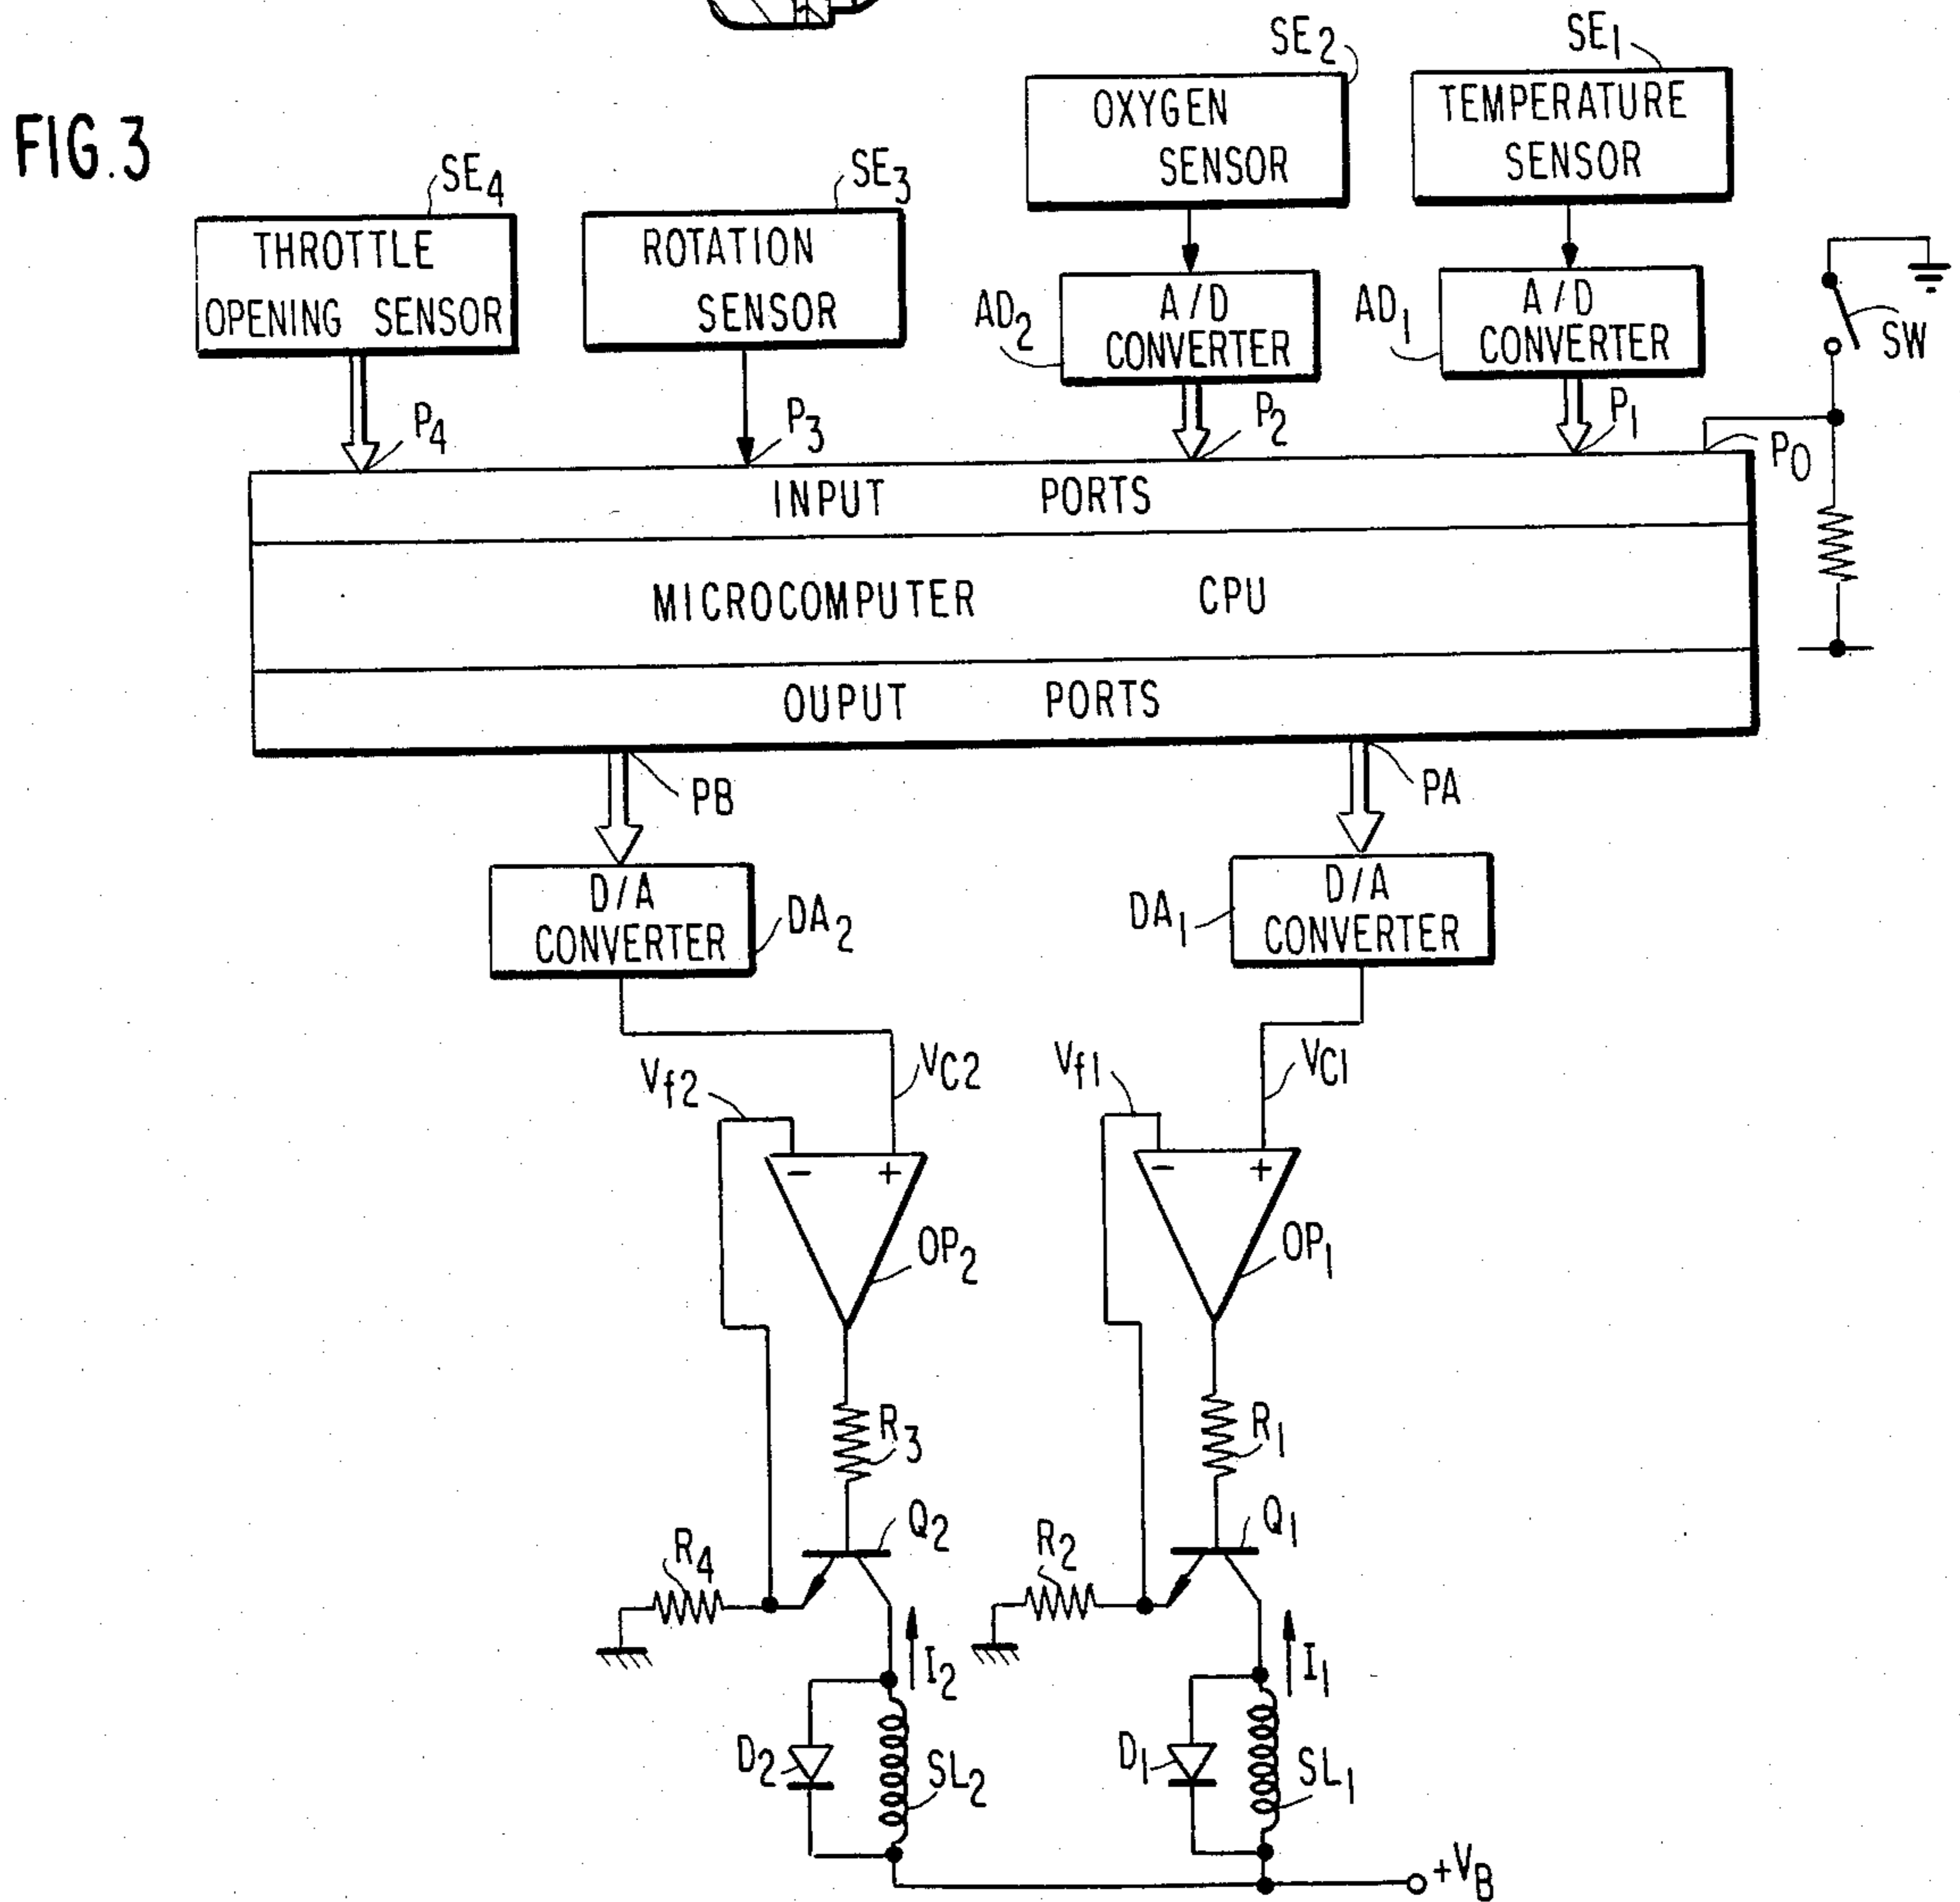 FIG.3
SE4
SE3
SE2
SE1
THROTTLE
OPENING SENSOR
ROTATION
SENSOR
OXYGEN
SENSOR
TEMPERATURE
SENSOR
AD2
A/D
CONVERTER
AD1
A/D
CONVERTER
SW
P4
P3
P2
P1
P0
INPUT PORTS
MICROCOMPUTER CPU
OUPUT PORTS
PB
PA
D/A
CONVERTER
DA2
DA1
D/A
CONVERTER
Vf2
VC2
Vf1
VC1
- +
- +
OP2
OP1
R3
R1
R4
Q2
R2
Q1
I2
I1
D2
SL2
D1
SL1
+VB